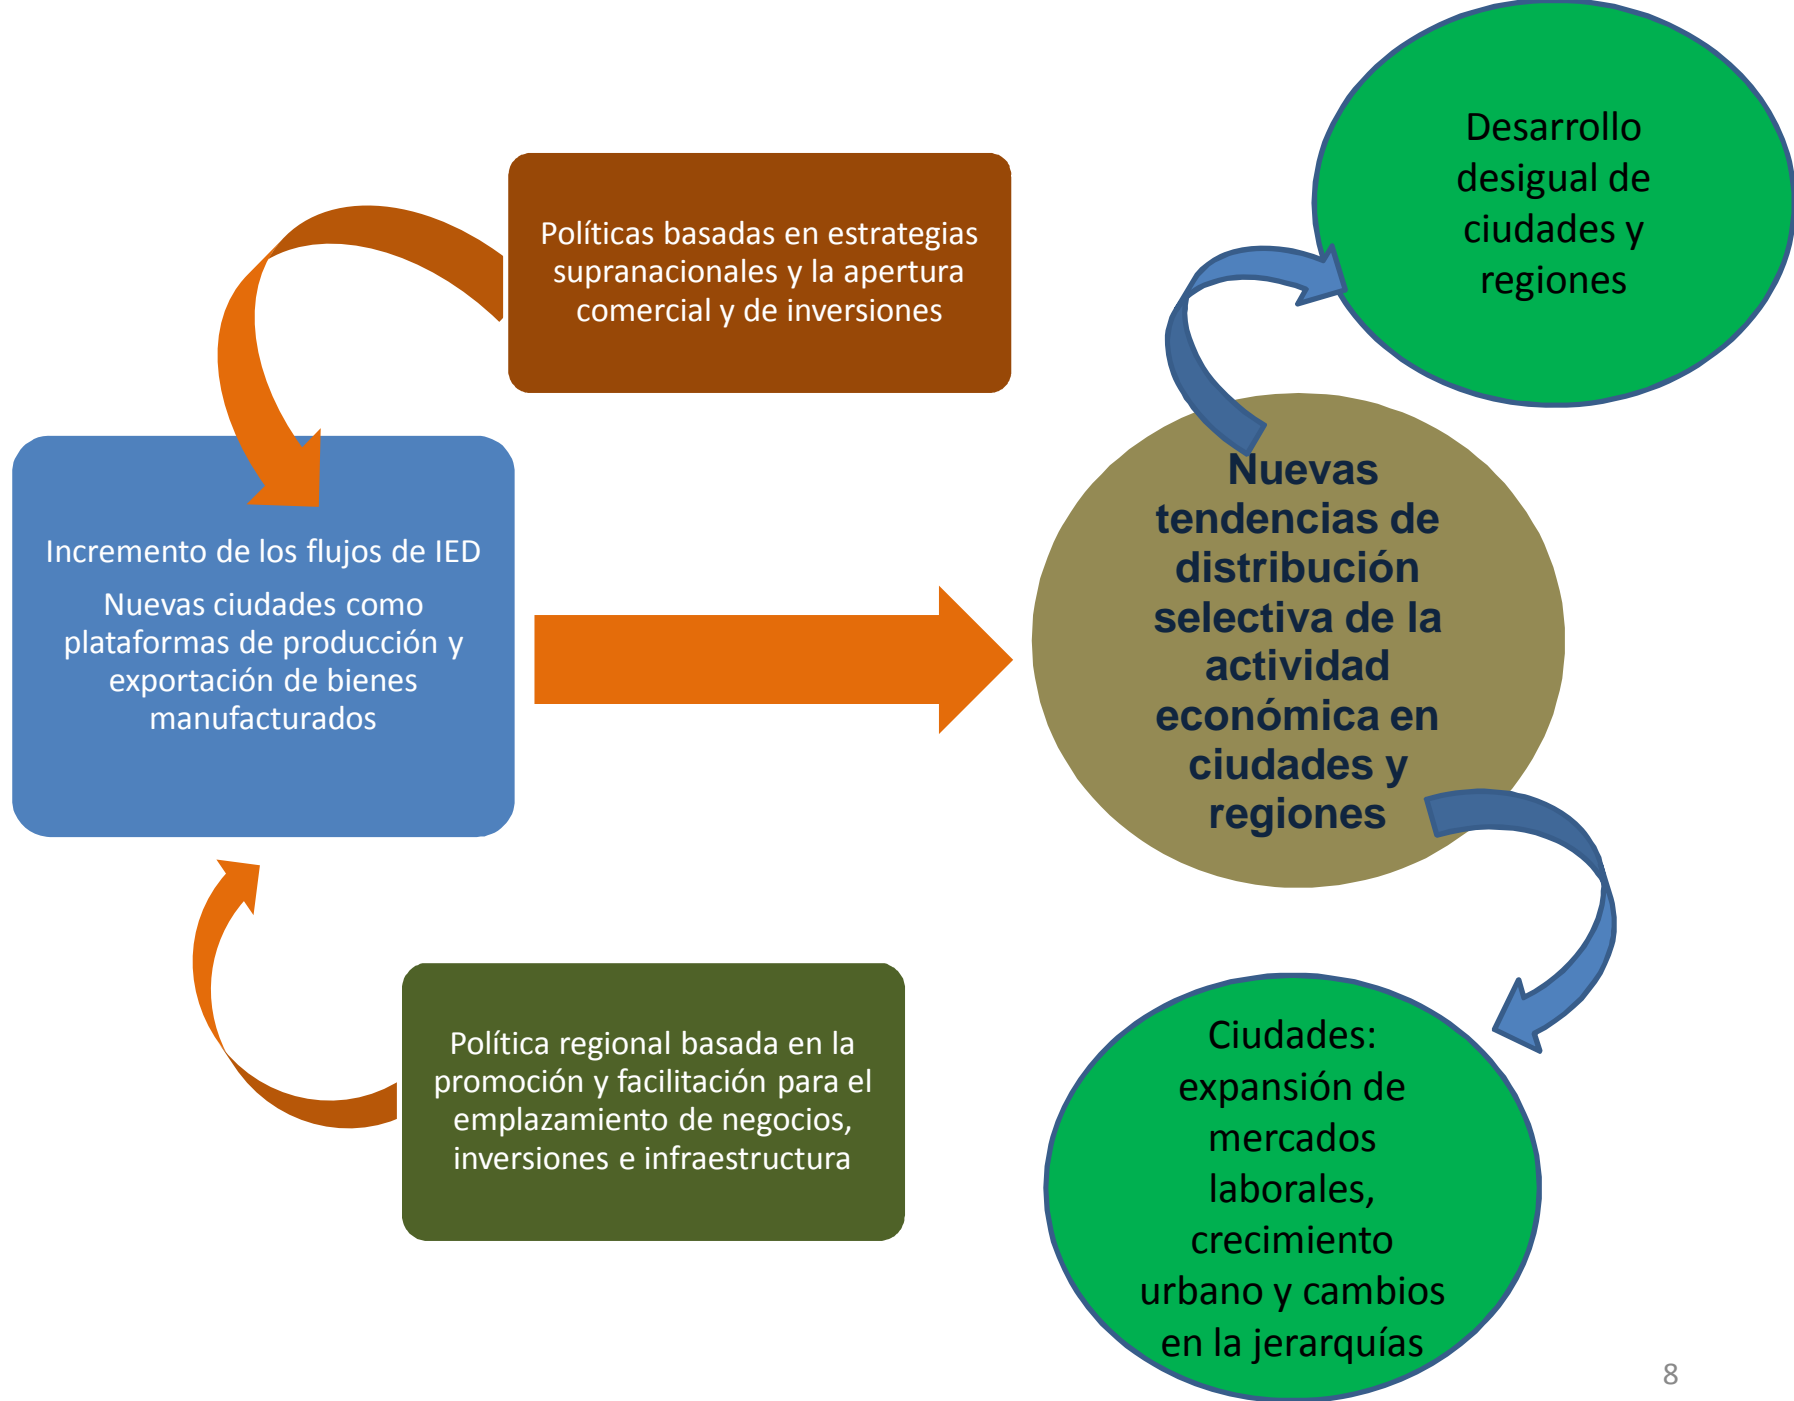 Políticas basadas en estrategias
supranacionales y la apertura
comercial y de inversiones
Incremento de los flujos de IED
Nuevas ciudades como
plataformas de producción y
exportación de bienes
manufacturados
Política regional basada en la
promoción y facilitación para el
emplazamiento de negocios,
inversiones e infraestructura
Nuevas
tendencias de
distribución
selectiva de la
actividad
económica en
ciudades y
regiones
Desarrollo
desigual de
ciudades y
regiones
Ciudades:
expansión de
mercados
laborales,
crecimiento
urbano y cambios
en la jerarquías
8